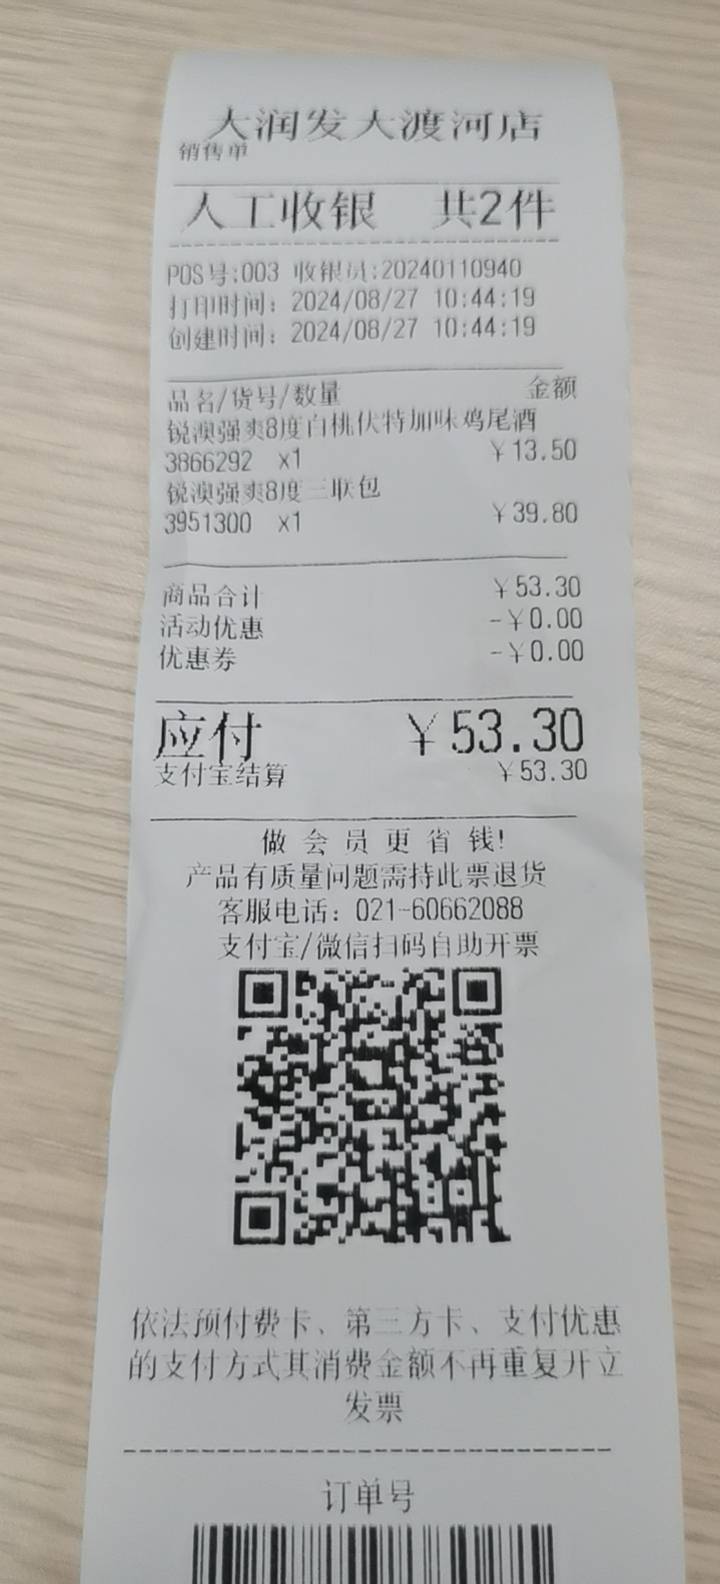 大润发大渡河店
销售单
人工收银 共2件
POS号:003 收银员:20240110940
打印时间: 2024/08/27 10:44:19
创建时间: 2024/08/27 10:44:19
品名/货号/数量 金额
锐澳强爽8度白桃伏特加味鸡尾酒
3866292 x1 ￥13.50
锐澳强爽8度三联包
3951300 x1 ￥39.80
商品合计 ￥53.30
活动优惠 -￥0.00
优惠券 -￥0.00
应付 ￥53.30
支付宝结算 ￥53.30
做会员更省钱!
产品有质量问题需持此票退货
客服电话: 021-60662088
支付宝/微信扫码自助开票
依法预付费卡、第三方卡、支付优惠
的支付方式其消费金额不再重复开立
发票
订单号